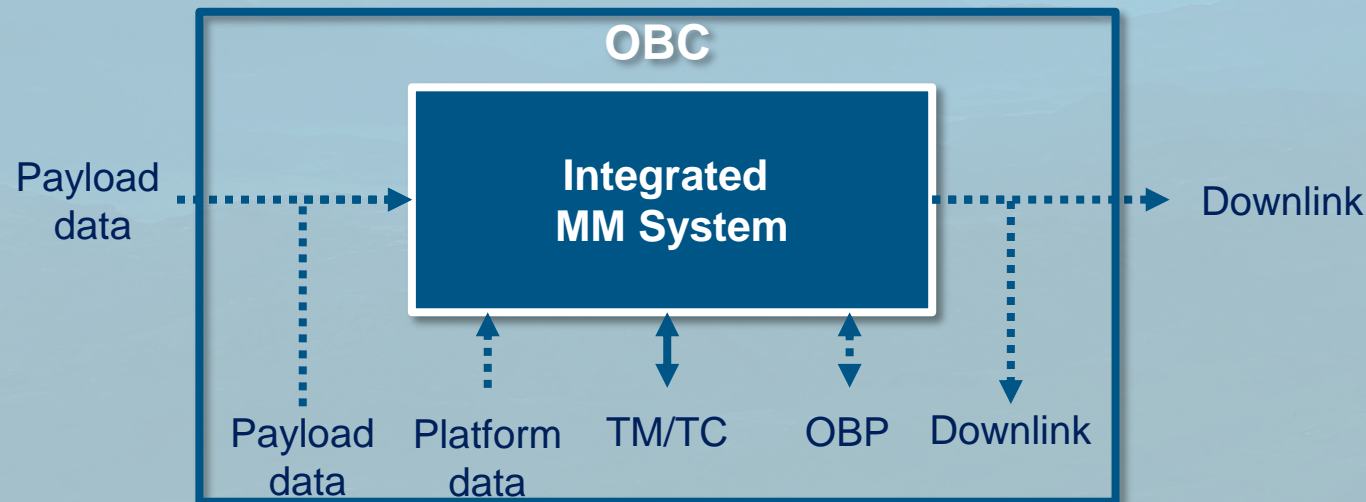 OBC
Integrated
MM System
Payload
data
Downlink
Payload
data
Platform
data
TM/TC
OBP
Downlink